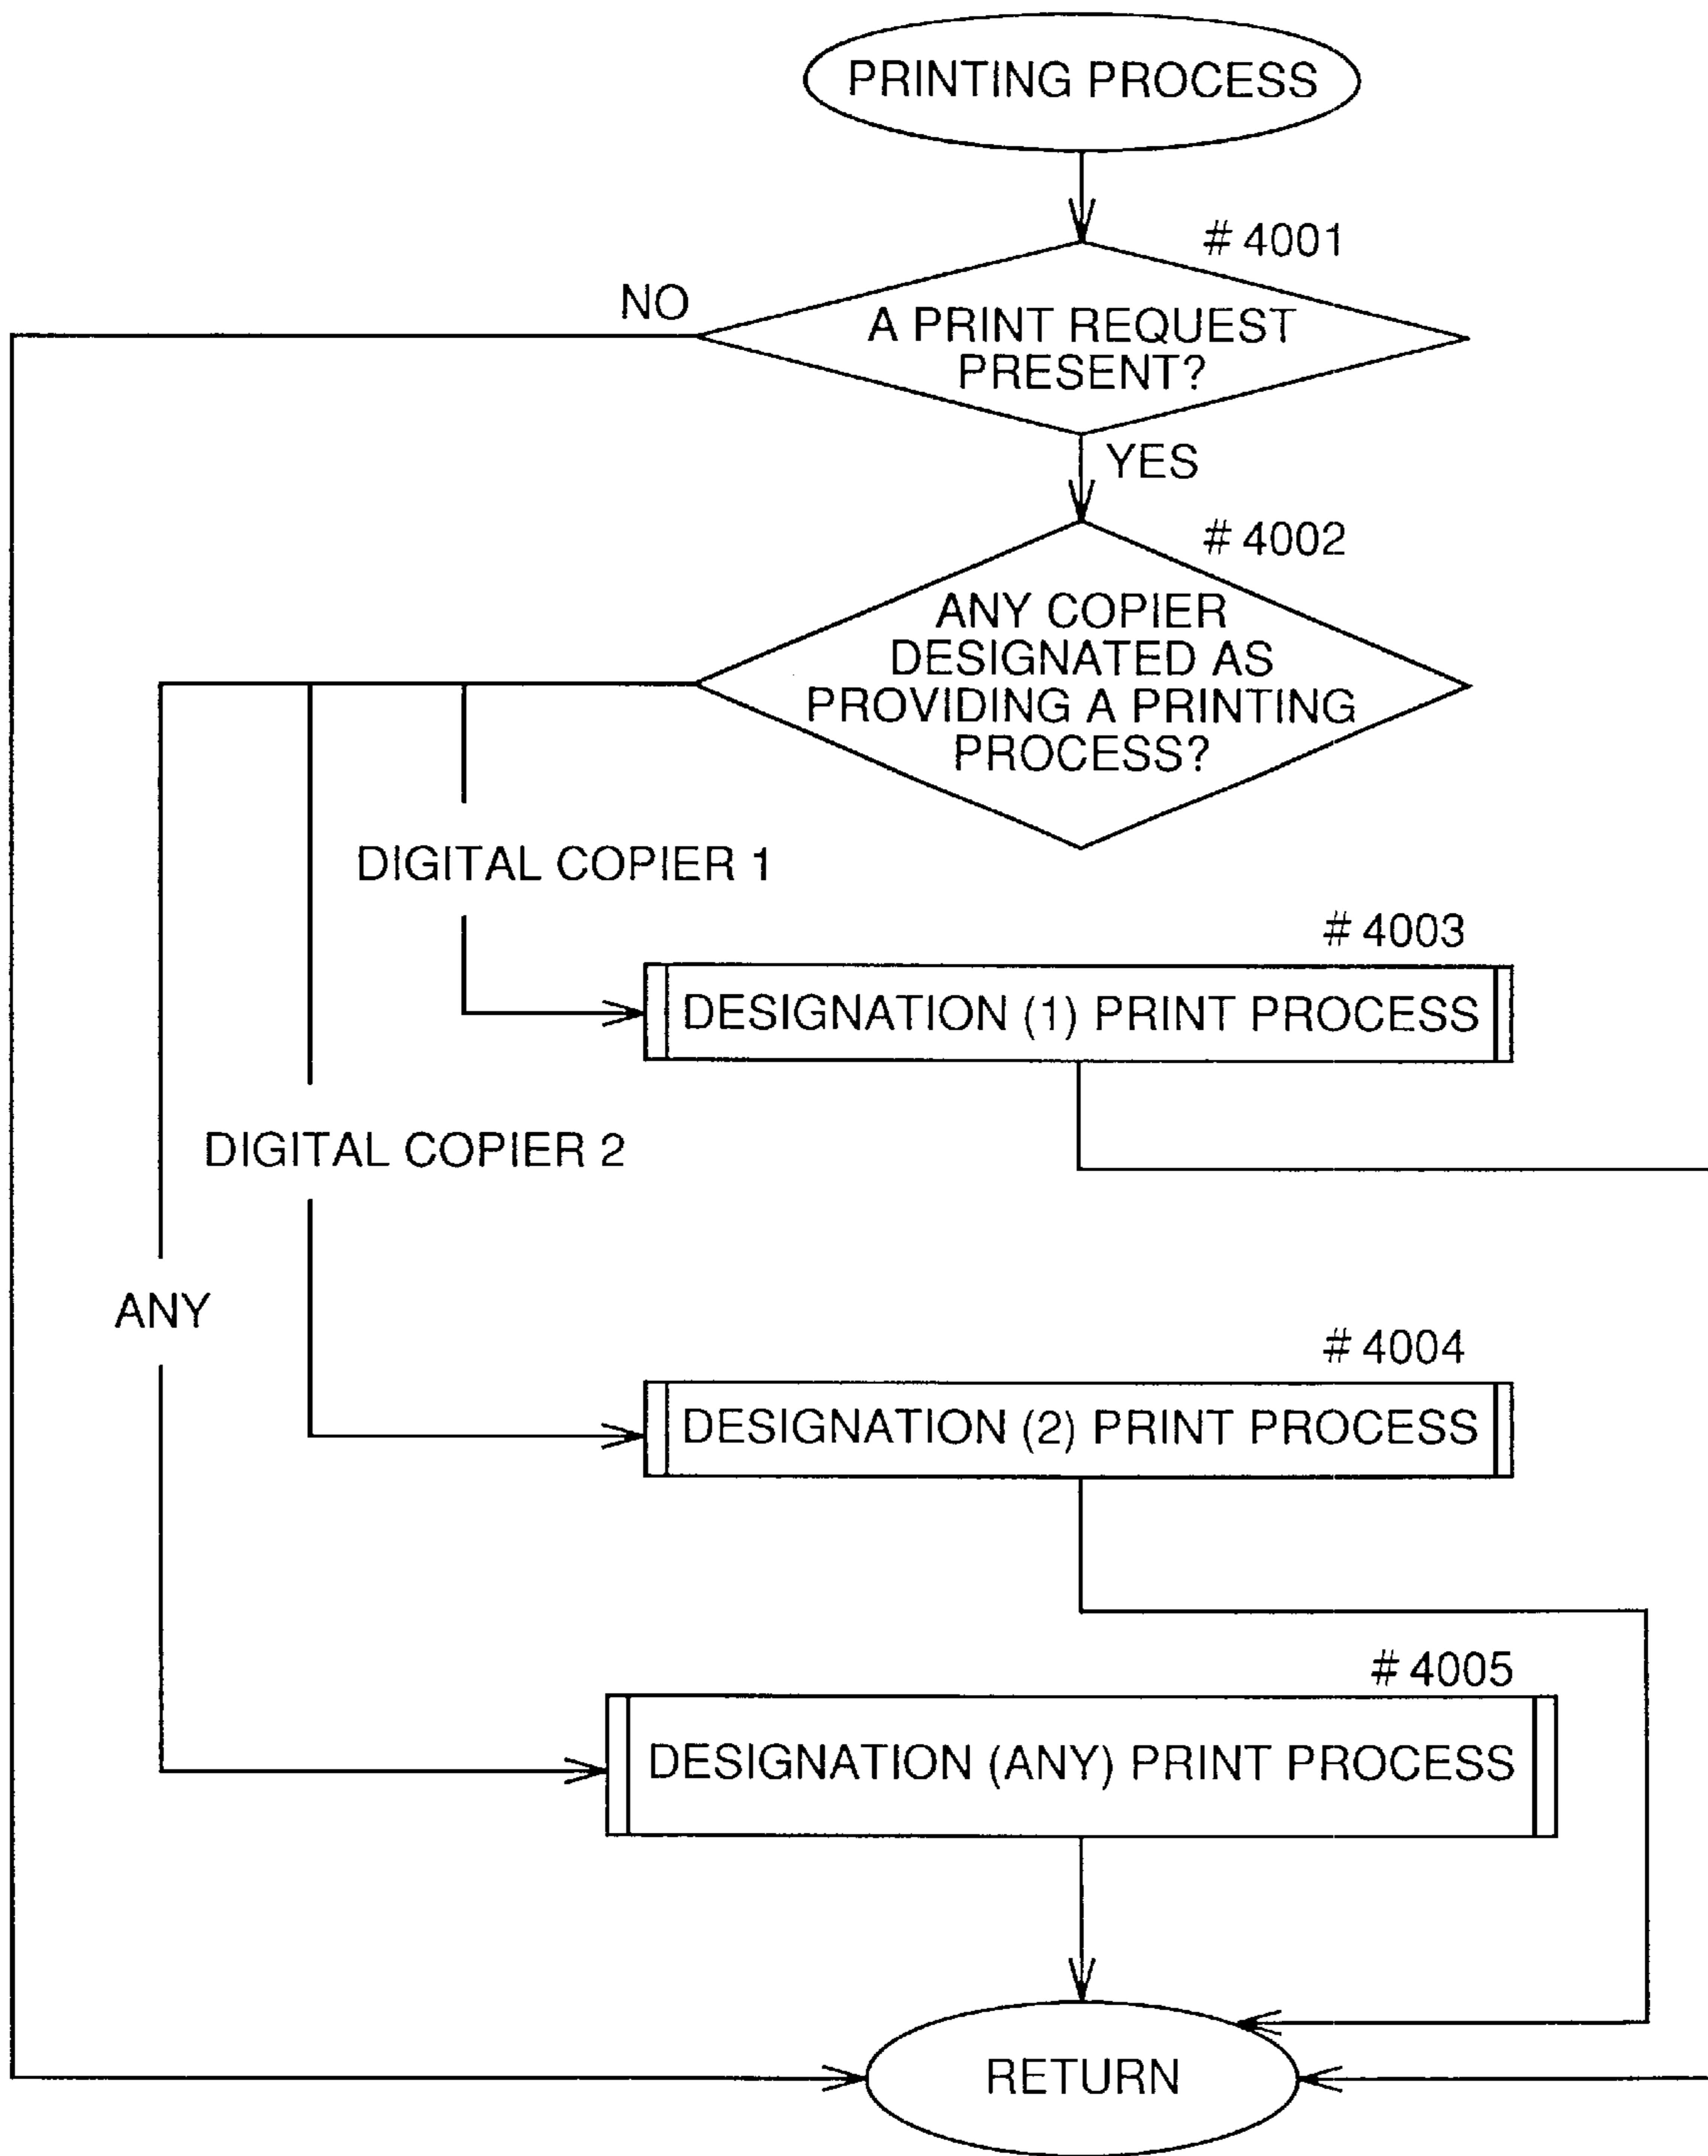 PRINTING PROCESS
# 4001
NO
A PRINT REQUEST
PRESENT?
YES
# 4002
ANY COPIER
DESIGNATED AS
PROVIDING A PRINTING
PROCESS?
DIGITAL COPIER 1
# 4003
DESIGNATION (1) PRINT PROCESS
DIGITAL COPIER 2
ANY
# 4004
DESIGNATION (2) PRINT PROCESS
# 4005
DESIGNATION (ANY) PRINT PROCESS
RETURN